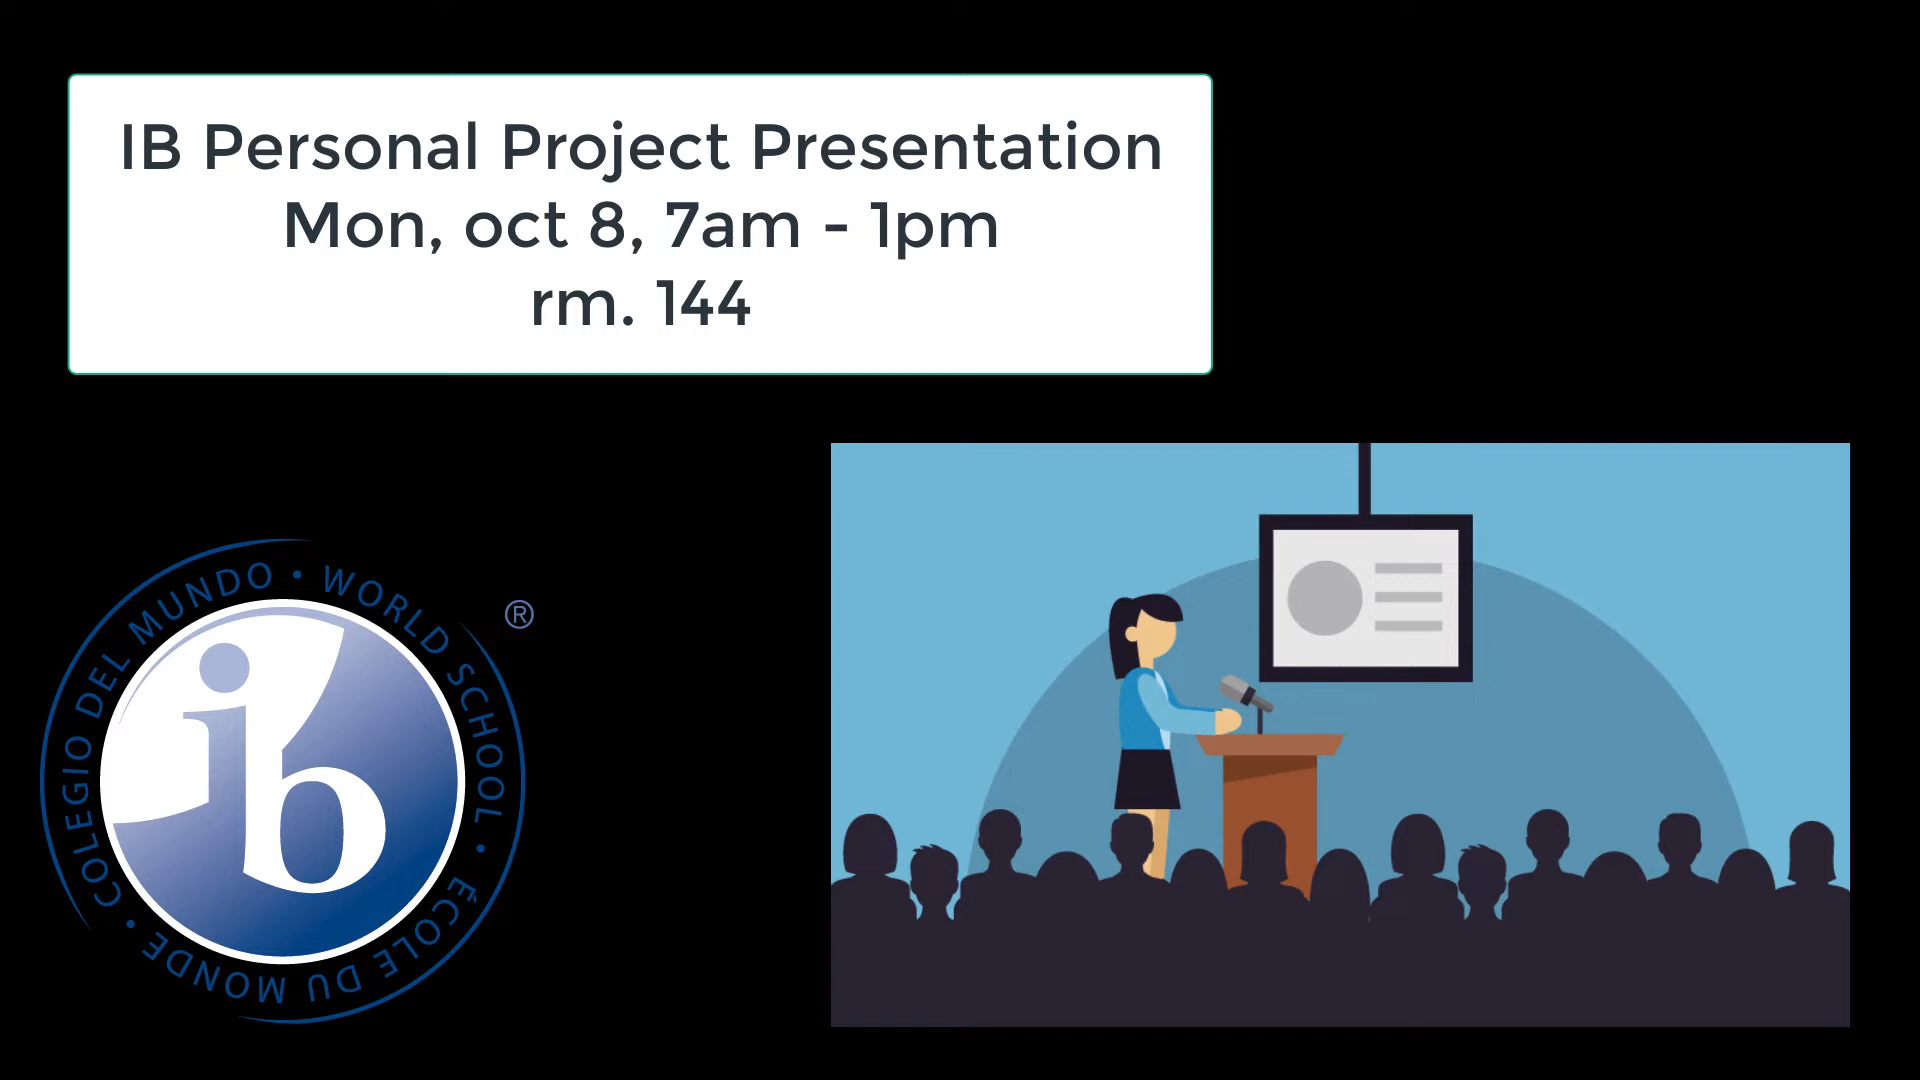 IB Personal Project Presentation
Mon, oct 8, 7am - 1pm
rm. 144
WORLD SCHOOL • ÉCOLE DU MONDE • COLEGIO DEL MUNDO •
®
ib